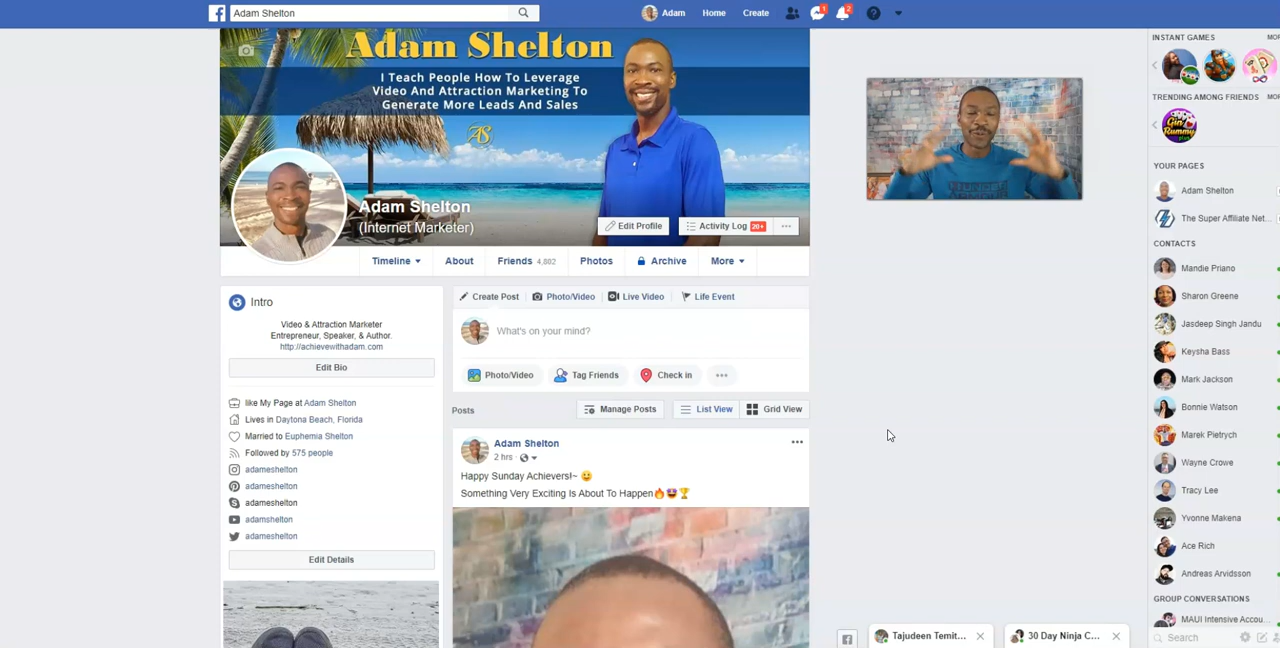 Adam Shelton
Adam
Home
Create
1
2
Adam Shelton
I Teach People How To Leverage
Video And Attraction Marketing To
Generate More Leads And Sales
AS
Adam Shelton
(Internet Marketer)
Edit Profile
Activity Log 20+
Timeline
About
Friends 4,802
Photos
Archive
More
Intro
Video & Attraction Marketer
Entrepreneur, Speaker, & Author.
http://achievewithadam.com
Edit Bio
like My Page at Adam Shelton
Lives in Daytona Beach, Florida
Married to Euphemia Shelton
Followed by 575 people
adameshelton
adameshelton
adameshelton
adamshelton
adameshelton
Edit Details
Create Post
Photo/Video
Live Video
Life Event
What's on your mind?
Photo/Video
Tag Friends
Check in
Posts
Manage Posts
List View
Grid View
Adam Shelton
2 hrs
Happy Sunday Achievers!~ 😀
Something Very Exciting Is About To Happen🔥🤩🏆
INSTANT GAMES
TRENDING AMONG FRIENDS
Gin
Rummy
YOUR PAGES
Adam Shelton
The Super Affiliate Net...
CONTACTS
Mandie Priano
Sharon Greene
Jasdeep Singh Jandu
Keysha Bass
Mark Jackson
Bonnie Watson
Marek Pietrych
Wayne Crowe
Tracy Lee
Yvonne Makena
Ace Rich
Andreas Arvidsson
GROUP CONVERSATIONS
MAUI Intensive Accou...
Search
Tajudeen Temit...
30 Day Ninja C...